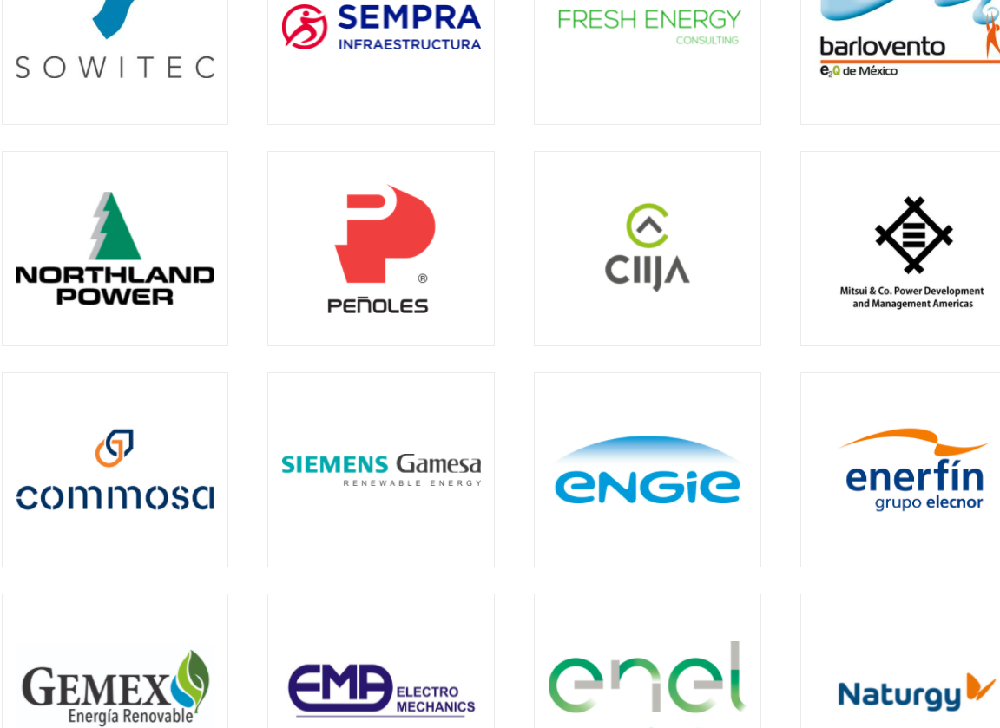 SOWITEC
SEMPRA
INFRAESTRUCTURA
FRESH ENERGY
CONSULTING
barlovento
e2Q de México
NORTHLAND
POWER
®
PEÑOLES
CIIJA
Mitsui & Co. Power Development
and Management Americas
commosa
SIEMENS Gamesa
RENEWABLE ENERGY
ENGIE
enerfín
grupo elecnor
GEMEX
Energía Renovable
EMA ELECTRO
MECHANICS
enel
Naturgy